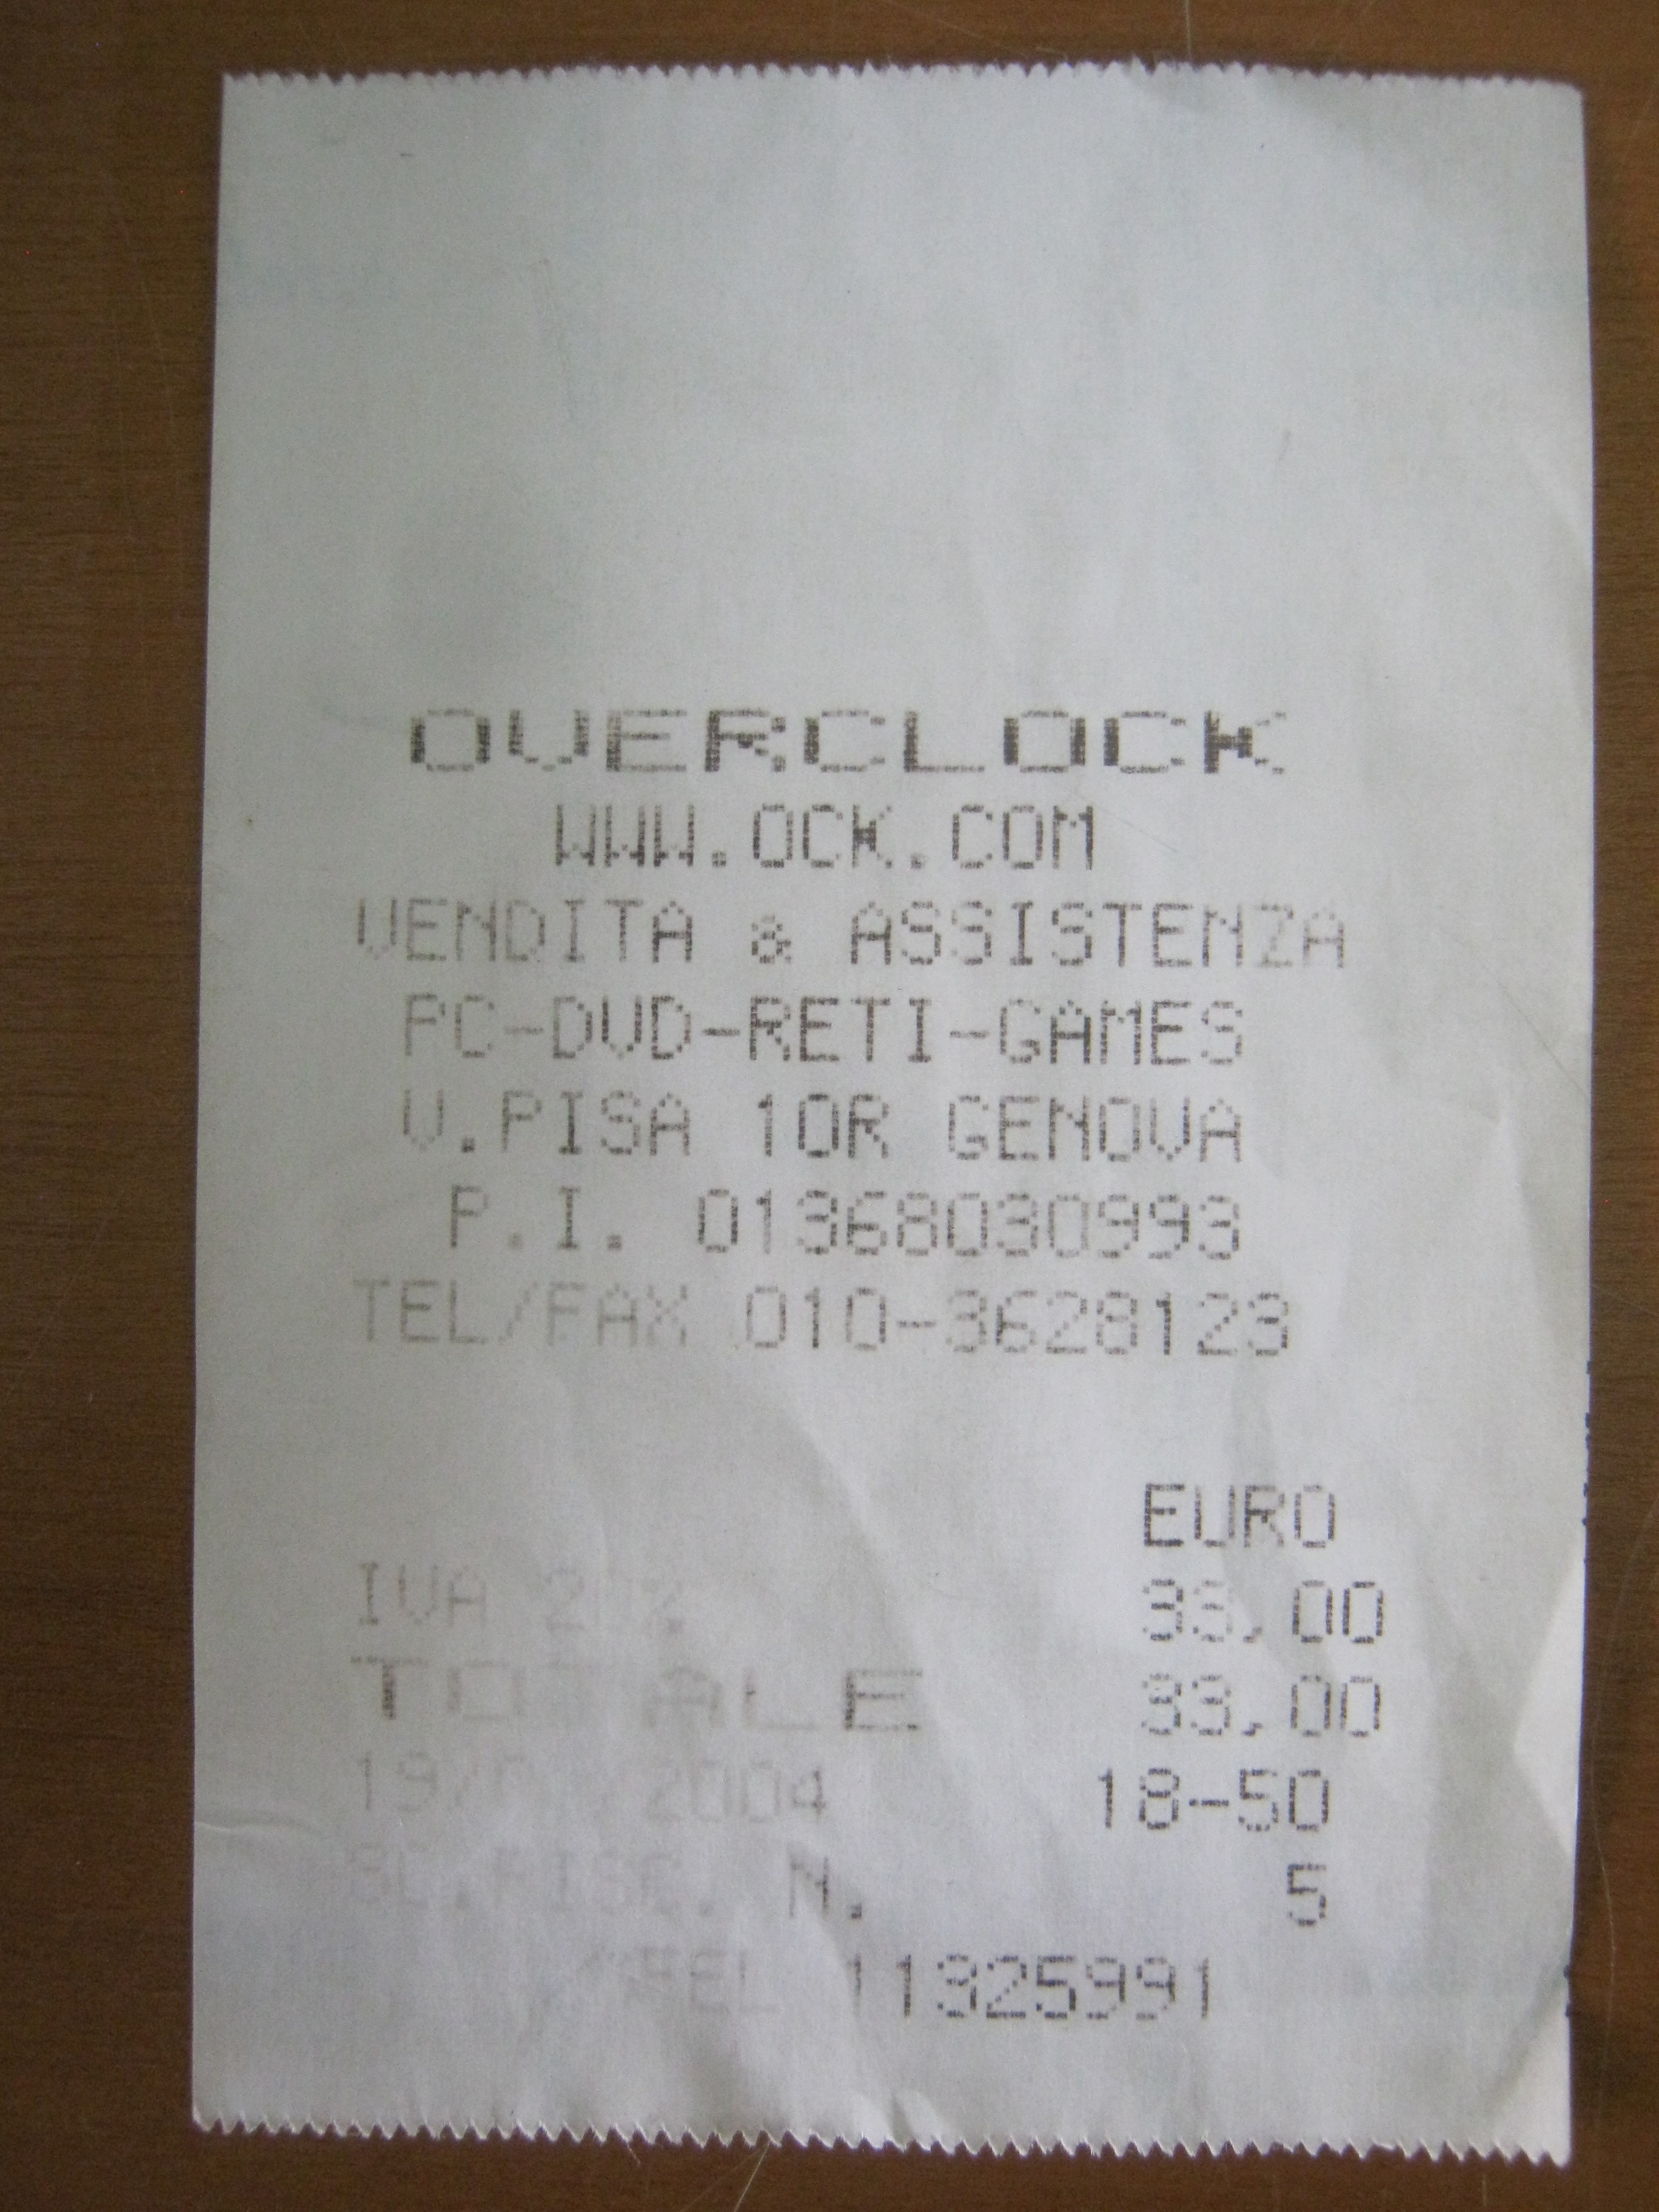 OVERCLOCK
WWW.OCK.COM
VENDITA & ASSISTENZA
PC-DVD-RETI-GAMES
V.PISA 10R GENOVA
P.I. 01368030993
TEL/FAX 010-3628123
EURO
IVA 33,00
TOTALE 33,00
18-50
N. 5
11325991